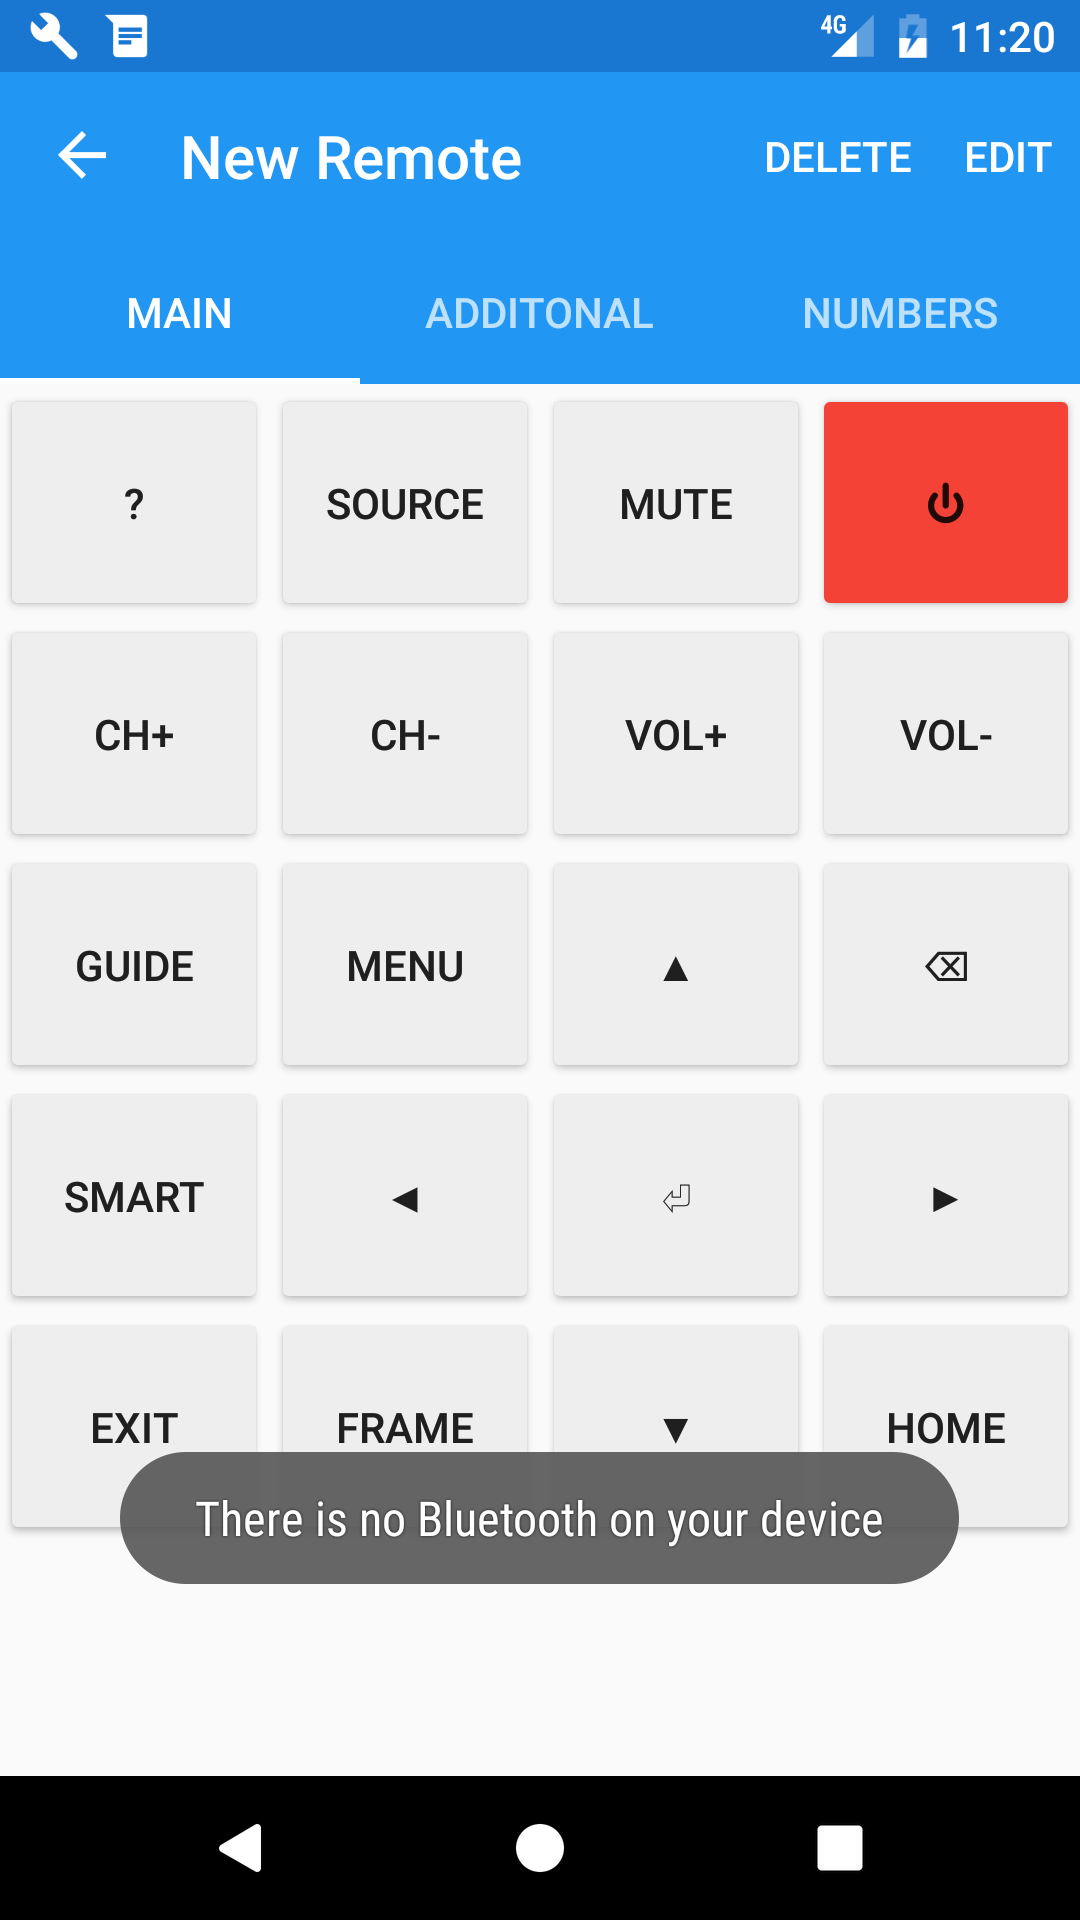 4G 11:20
New Remote DELETE EDIT
MAIN ADDITONAL NUMBERS
? SOURCE MUTE ⏻
CH+ CH- VOL+ VOL-
GUIDE MENU ▲ ⌫
SMART ◀ ⏎ ▶
EXIT FRAME ▼ HOME
There is no Bluetooth on your device